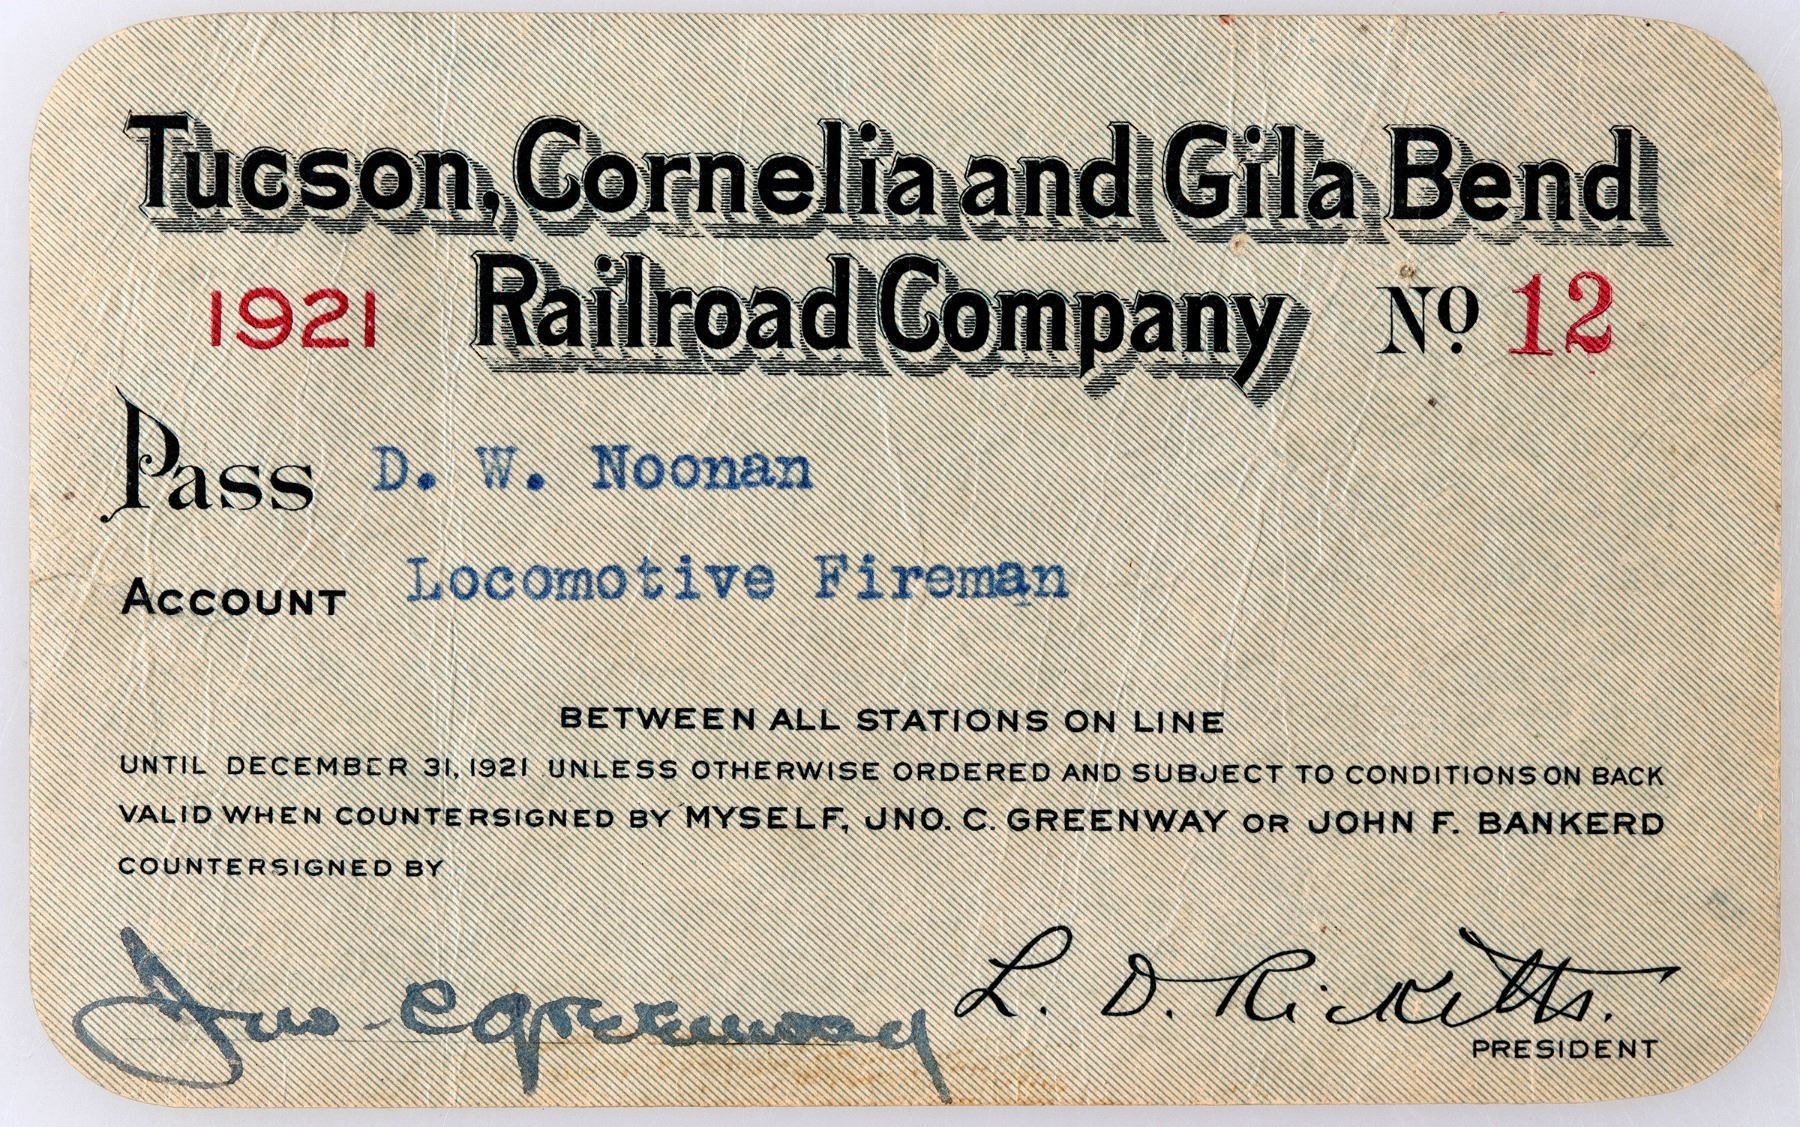 Tucson, Cornelia and Gila Bend
Railroad Company
1921
No. 12
Pass D. W. Noonan
Account Locomotive Fireman
BETWEEN ALL STATIONS ON LINE
UNTIL DECEMBER 31, 1921 UNLESS OTHERWISE ORDERED AND SUBJECT TO CONDITIONS ON BACK
VALID WHEN COUNTERSIGNED BY MYSELF, JNO. C. GREENWAY OR JOHN F. BANKERD
COUNTERSIGNED BY
Jno. C Greenway
L. D. Ricketts.
PRESIDENT